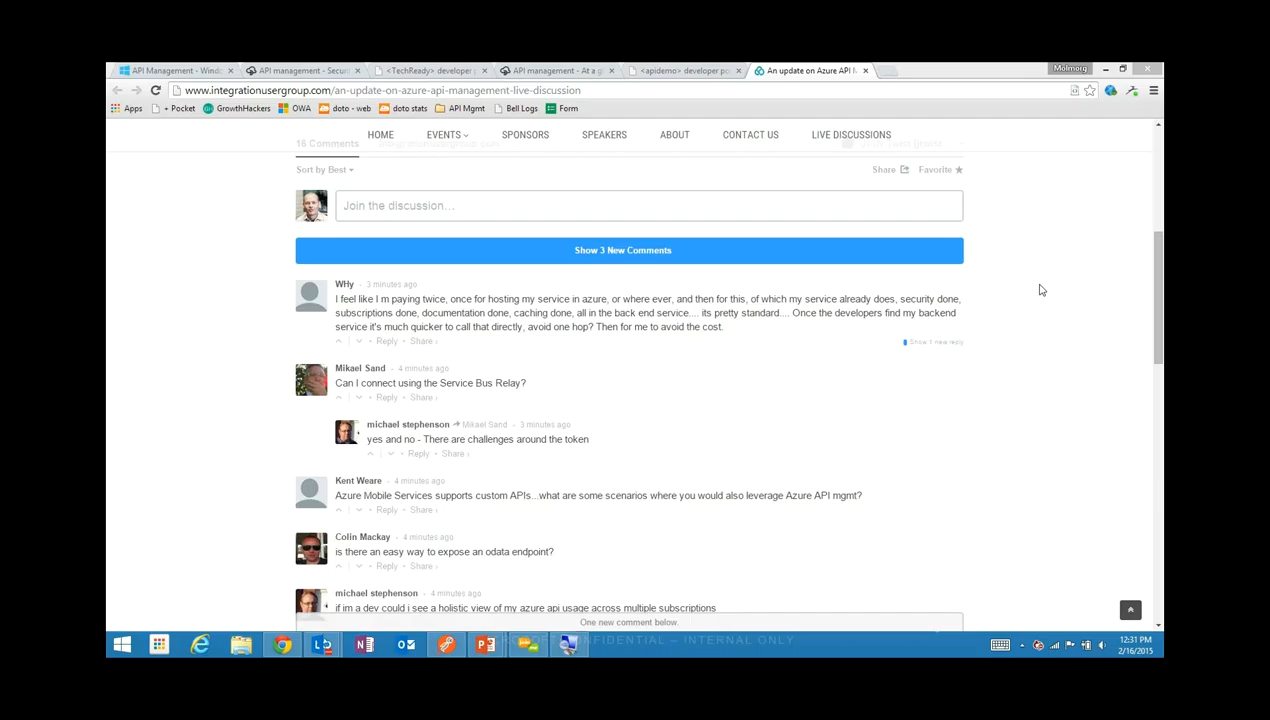 API Management - Windo
API management - Securi
<TechReady> developer p
API management - At a g
<apidemo> developer po
An update on Azure API M
Molmorg
www.integrationusergroup.com/an-update-on-azure-api-management-live-discussion
Apps
+ Pocket
GrowthHackers
OWA
doto - web
doto stats
API Mgmt
Bell Logs
Form
HOME
EVENTS
SPONSORS
SPEAKERS
ABOUT
CONTACT US
LIVE DISCUSSIONS
16 Comments
Sort by Best
Share
Favorite ★
Join the discussion...
Show 3 New Comments
WHy • 3 minutes ago
I feel like I m paying twice, once for hosting my service in azure, or where ever, and then for this, of which my service already does, security done,
subscriptions done, documentation done, caching done, all in the back end service.... its pretty standard.... Once the developers find my backend
service it's much quicker to call that directly, avoid one hop? Then for me to avoid the cost.
• Reply • Share ›
Show 1 new reply
Mikael Sand • 4 minutes ago
Can I connect using the Service Bus Relay?
• Reply • Share ›
michael stephenson Mikael Sand • 3 minutes ago
yes and no - There are challenges around the token
• Reply • Share ›
Kent Weare • 4 minutes ago
Azure Mobile Services supports custom APIs...what are some scenarios where you would also leverage Azure API mgmt?
• Reply • Share ›
Colin Mackay • 4 minutes ago
is there an easy way to expose an odata endpoint?
• Reply • Share ›
michael stephenson • 4 minutes ago
if im a dev could i see a holistic view of my azure api usage across multiple subscriptions
One new comment below.
CONFIDENTIAL – INTERNAL ONLY
12:31 PM
2/16/2015